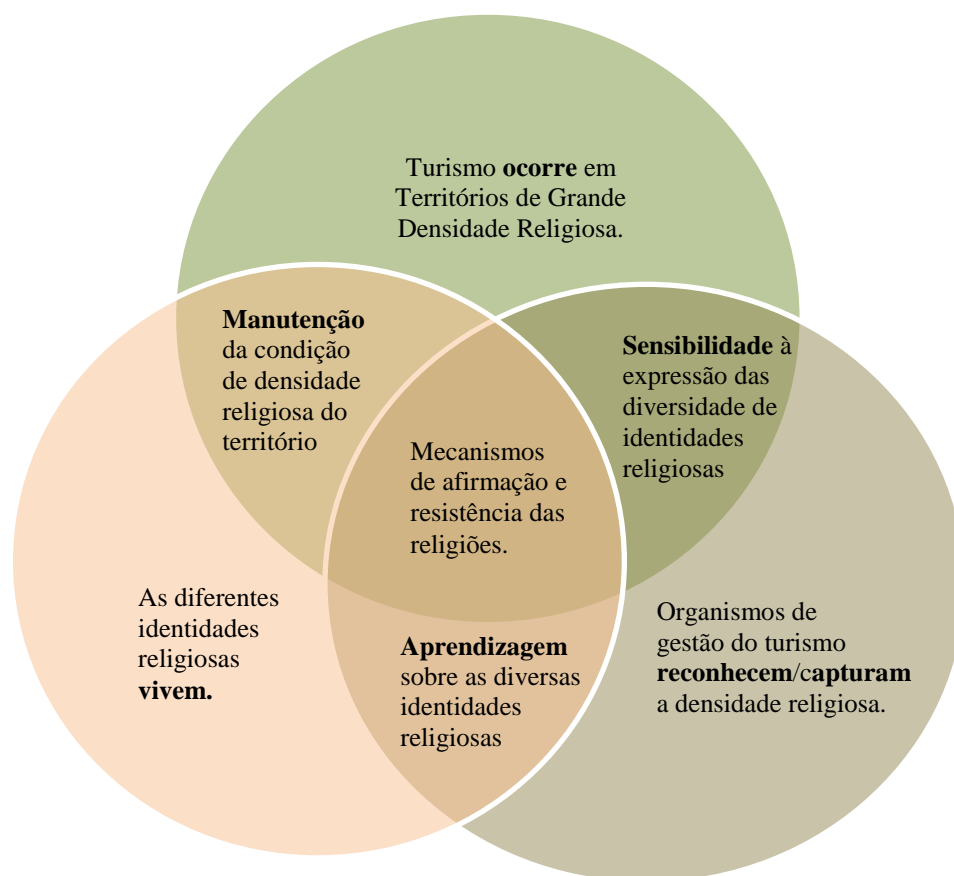 Turismo ocorre em
Territórios de Grande
Densidade Religiosa.
Manutenção
da condição
de densidade
religiosa do
território
Sensibilidade à
expressão das
diversidade de
identidades
religiosas
Mecanismos
de afirmação e
resistência das
religiões.
As diferentes
identidades
religiosas
vivem.
Aprendizagem
sobre as diversas
identidades
religiosas
Organismos de
gestão do turismo
reconhecem/capturam
a densidade religiosa.